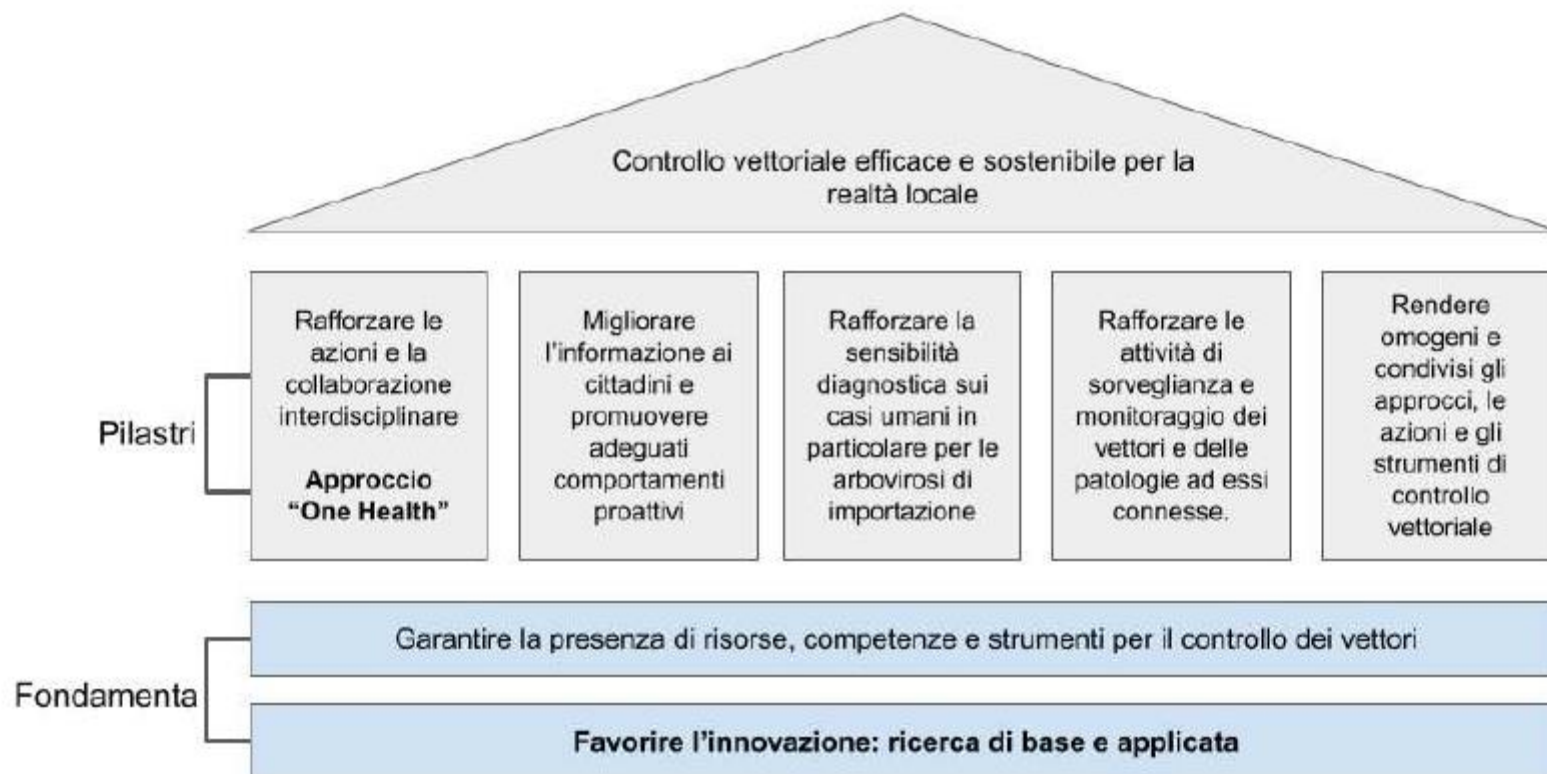 Controllo vettoriale efficace e sostenibile per la
realtà locale
Pilastri
Rafforzare le
azioni e la
collaborazione
interdisciplinare
Approccio
“One Health”
Migliorare
l’informazione ai
cittadini e
promuovere
adeguati
comportamenti
proattivi
Rafforzare la
sensibilità
diagnostica sui
casi umani in
particolare per le
arbovirosi di
importazione
Rafforzare le
attività di
sorveglianza e
monitoraggio dei
vettori e delle
patologie ad essi
connesse.
Rendere
omogeni e
condivisi gli
approcci, le
azioni e gli
strumenti di
controllo
vettoriale
Fondamenta
Garantire la presenza di risorse, competenze e strumenti per il controllo dei vettori
Favorire l’innovazione: ricerca di base e applicata